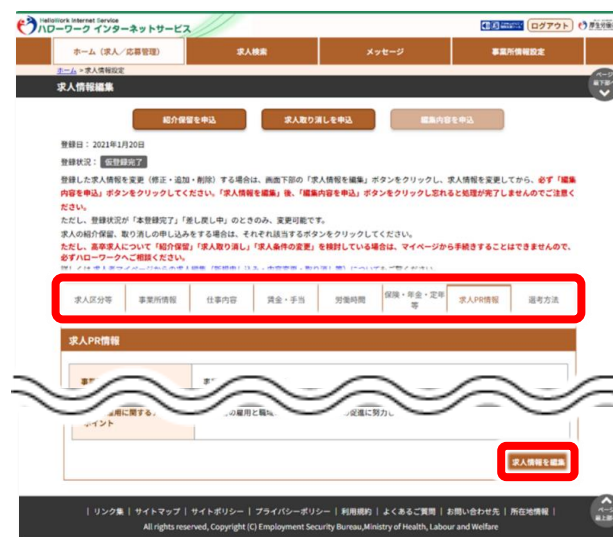 HelloWork Internet Service
ハローワーク インターネットサービス
ログアウト
ホーム（求人／応募管理） 求人検索 メッセージ 事業所情報設定
ホーム > 求人情報設定
求人情報編集
紹介保留を申込 求人取り消しを申込 編集内容を申込
登録日： 2021年1月20日
登録状況： 仮登録完了
登録した求人情報を変更（修正・追加・削除）する場合は、画面下部の「求人情報を編集」ボタンをクリックし、求人情報を変更してから、必ず「編集
内容を申込」ボタンをクリックしてください。「求人情報を編集」後、「編集内容を申込」ボタンをクリックし忘れると処理が完了しませんのでご注意く
ださい。
ただし、登録状況が「本登録完了」「差し戻し中」のときのみ、変更可能です。
求人の紹介保留、取り消しの申し込みをする場合は、それぞれ該当するボタンをクリックしてください。
ただし、高卒求人について「紹介保留」「求人取り消し」「求人条件の変更」を検討している場合は、マイページから手続きすることはできませんので、
必ずハローワークへご相談ください。
求人区分等 事業所情報 仕事内容 賃金・手当 労働時間 保険・年金・定年等 求人PR情報 選考方法
求人PR情報
用に関する
ポイント
の雇用と職
の促進に努力
求人情報を編集
| リンク集 | サイトマップ | サイトポリシー | プライバシーポリシー | 利用規約 | よくあるご質問 | お問い合わせ先 | 所在地情報 |
All rights reserved, Copyright (C) Employment Security Bureau,Ministry of Health, Labour and Welfare